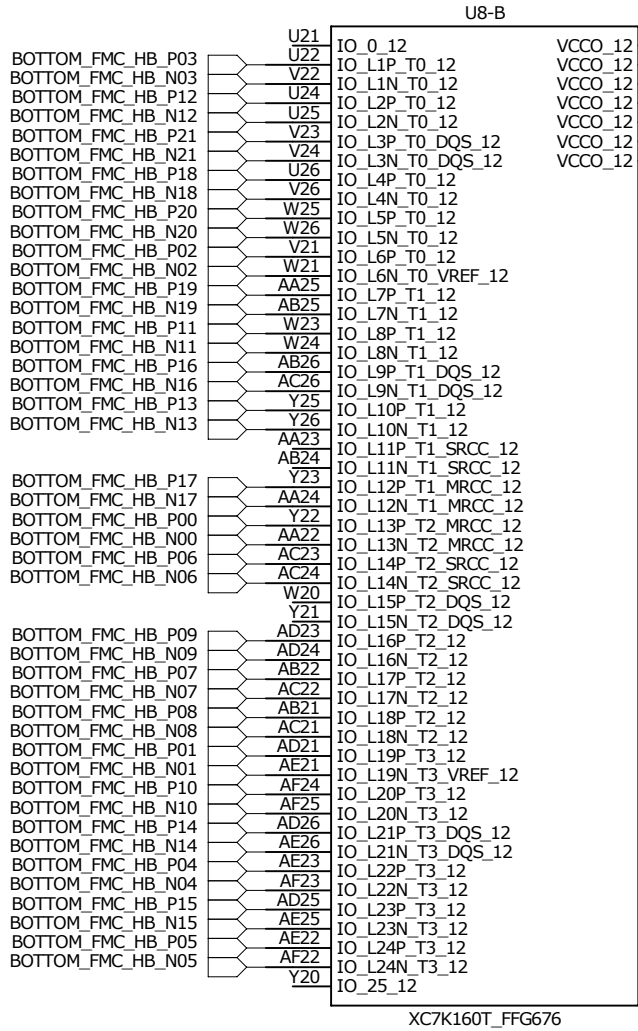 U8-B
U21 IO_0_12 VCCO_12
BOTTOM_FMC_HB_P03 U22 IO_L1P_T0_12 VCCO_12
BOTTOM_FMC_HB_N03 V22 IO_L1N_T0_12 VCCO_12
BOTTOM_FMC_HB_P12 U24 IO_L2P_T0_12 VCCO_12
BOTTOM_FMC_HB_N12 U25 IO_L2N_T0_12 VCCO_12
BOTTOM_FMC_HB_P21 V23 IO_L3P_T0_DQS_12 VCCO_12
BOTTOM_FMC_HB_N21 V24 IO_L3N_T0_DQS_12 VCCO_12
BOTTOM_FMC_HB_P18 U26 IO_L4P_T0_12
BOTTOM_FMC_HB_N18 V26 IO_L4N_T0_12
BOTTOM_FMC_HB_P20 W25 IO_L5P_T0_12
BOTTOM_FMC_HB_N20 W26 IO_L5N_T0_12
BOTTOM_FMC_HB_P02 V21 IO_L6P_T0_12
BOTTOM_FMC_HB_N02 W21 IO_L6N_T0_VREF_12
BOTTOM_FMC_HB_P19 AA25 IO_L7P_T1_12
BOTTOM_FMC_HB_N19 AB25 IO_L7N_T1_12
BOTTOM_FMC_HB_P11 W23 IO_L8P_T1_12
BOTTOM_FMC_HB_N11 W24 IO_L8N_T1_12
BOTTOM_FMC_HB_P16 AB26 IO_L9P_T1_DQS_12
BOTTOM_FMC_HB_N16 AC26 IO_L9N_T1_DQS_12
BOTTOM_FMC_HB_P13 Y25 IO_L10P_T1_12
BOTTOM_FMC_HB_N13 Y26 IO_L10N_T1_12
AA23 IO_L11P_T1_SRCC_12
AB24 IO_L11N_T1_SRCC_12
BOTTOM_FMC_HB_P17 Y23 IO_L12P_T1_MRCC_12
BOTTOM_FMC_HB_N17 AA24 IO_L12N_T1_MRCC_12
BOTTOM_FMC_HB_P00 Y22 IO_L13P_T2_MRCC_12
BOTTOM_FMC_HB_N00 AA22 IO_L13N_T2_MRCC_12
BOTTOM_FMC_HB_P06 AC23 IO_L14P_T2_SRCC_12
BOTTOM_FMC_HB_N06 AC24 IO_L14N_T2_SRCC_12
W20 IO_L15P_T2_DQS_12
Y21 IO_L15N_T2_DQS_12
BOTTOM_FMC_HB_P09 AD23 IO_L16P_T2_12
BOTTOM_FMC_HB_N09 AD24 IO_L16N_T2_12
BOTTOM_FMC_HB_P07 AB22 IO_L17P_T2_12
BOTTOM_FMC_HB_N07 AC22 IO_L17N_T2_12
BOTTOM_FMC_HB_P08 AB21 IO_L18P_T2_12
BOTTOM_FMC_HB_N08 AC21 IO_L18N_T2_12
BOTTOM_FMC_HB_P01 AD21 IO_L19P_T3_12
BOTTOM_FMC_HB_N01 AE21 IO_L19N_T3_VREF_12
BOTTOM_FMC_HB_P10 AF24 IO_L20P_T3_12
BOTTOM_FMC_HB_N10 AF25 IO_L20N_T3_12
BOTTOM_FMC_HB_P14 AD26 IO_L21P_T3_DQS_12
BOTTOM_FMC_HB_N14 AE26 IO_L21N_T3_DQS_12
BOTTOM_FMC_HB_P04 AE23 IO_L22P_T3_12
BOTTOM_FMC_HB_N04 AF23 IO_L22N_T3_12
BOTTOM_FMC_HB_P15 AD25 IO_L23P_T3_12
BOTTOM_FMC_HB_N15 AE25 IO_L23N_T3_12
BOTTOM_FMC_HB_P05 AE22 IO_L24P_T3_12
BOTTOM_FMC_HB_N05 AF22 IO_L24N_T3_12
Y20 IO_25_12
XC7K160T_FFG676